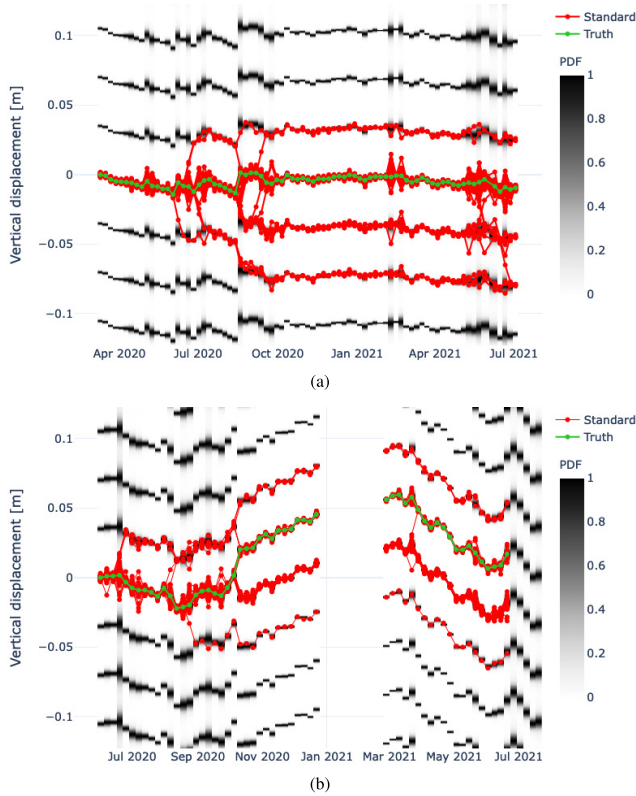 0.1
0.05
0
−0.05
−0.1
Vertical displacement [m]
Apr 2020 Jul 2020 Oct 2020 Jan 2021 Apr 2021 Jul 2021
Standard
Truth
PDF
1
0.8
0.6
0.4
0.2
0
(a)
0.1
0.05
0
−0.05
−0.1
Vertical displacement [m]
Jul 2020 Sep 2020 Nov 2020 Jan 2021 Mar 2021 May 2021 Jul 2021
Standard
Truth
PDF
1
0.8
0.6
0.4
0.2
0
(b)